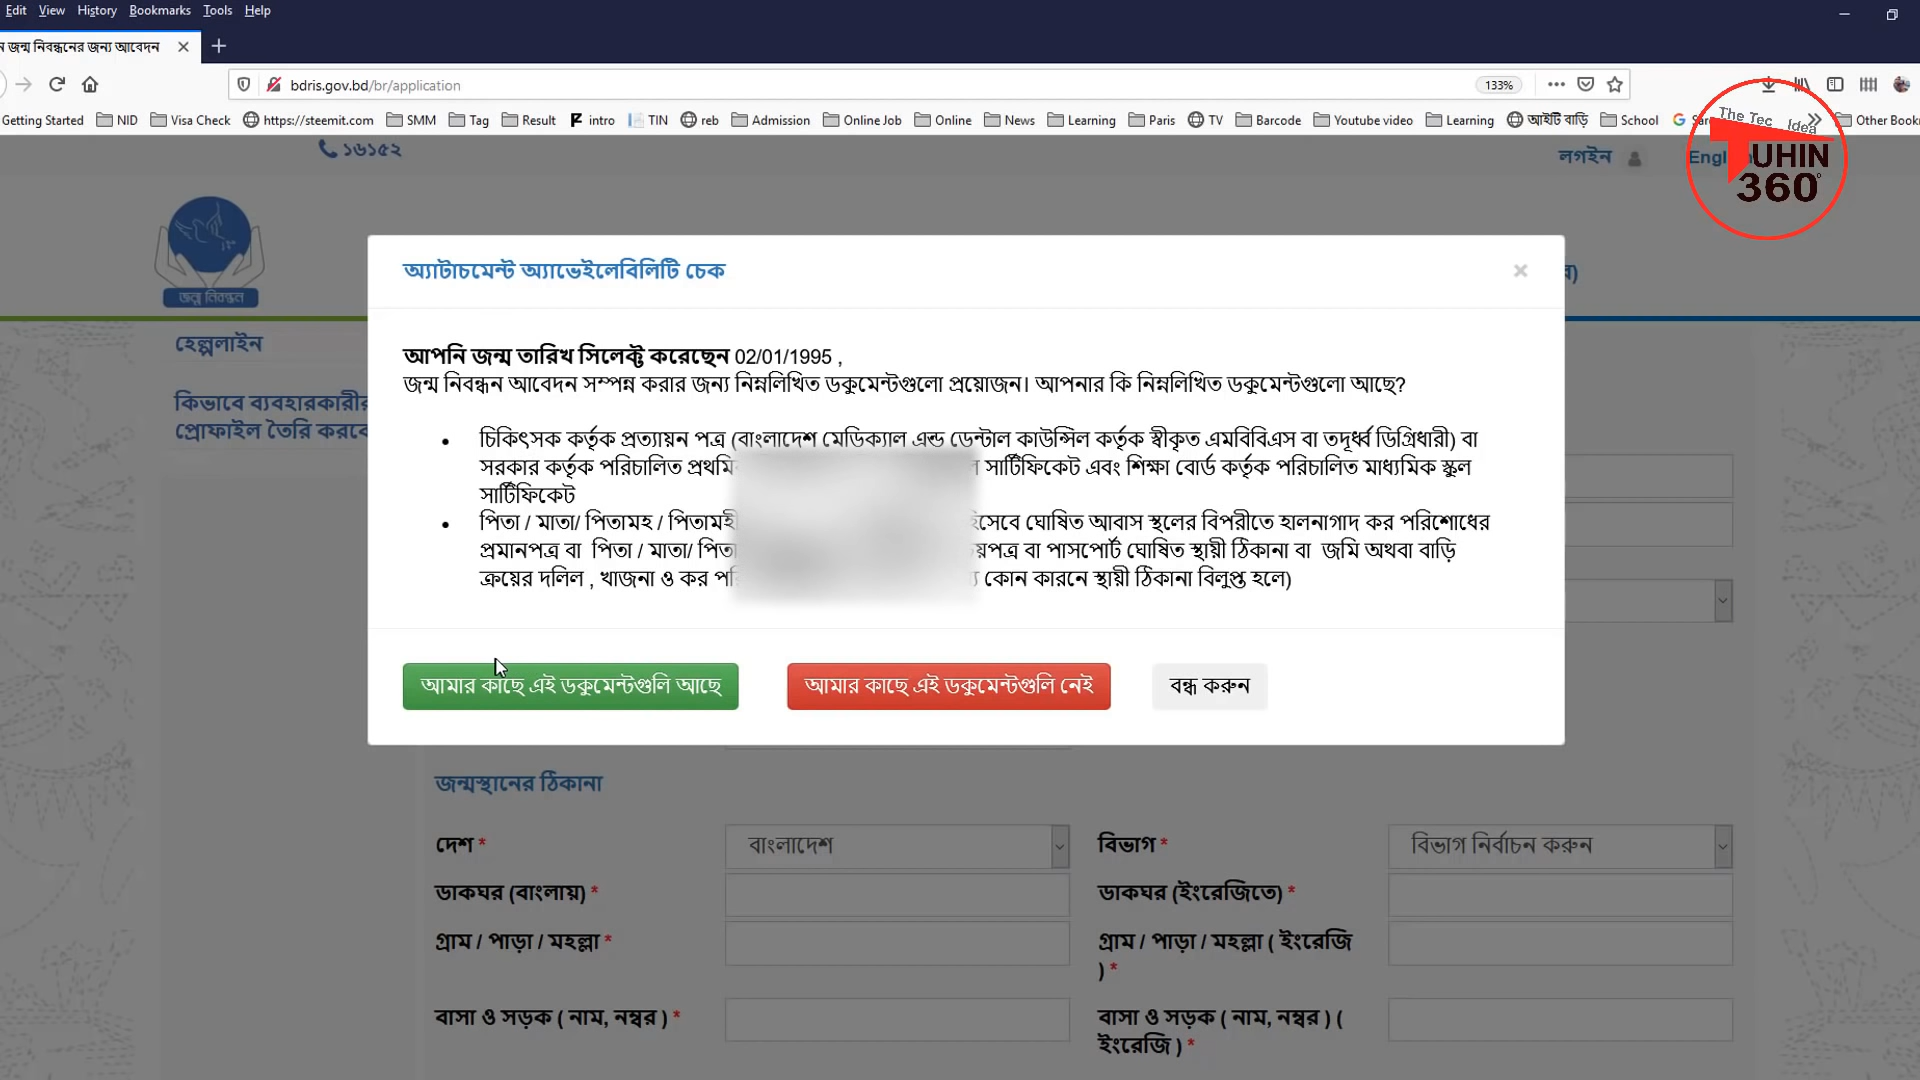 Edit View History Bookmarks Tools Help
ন জন্ম নিবন্ধনের জন্য আবেদন
bdris.gov.bd/br/application
133%
Getting Started NID Visa Check https://steemit.com SMM Tag Result intro TIN reb Admission Online Job Online News Learning Paris TV Barcode Youtube video Learning আইটি বাড়ি School Other Book
The Tec Idea
TUHIN
360°
১৬১৫২
লগইন
জন্ম নিবন্ধন
হেল্পলাইন
কিভাবে ব্যবহারকারীর
প্রোফাইল তৈরি করবে
অ্যাটাচমেন্ট অ্যাভেইলেবিলিটি চেক
আপনি জন্ম তারিখ সিলেক্ট করেছেন 02/01/1995 ,
জন্ম নিবন্ধন আবেদন সম্পন্ন করার জন্য নিম্নলিখিত ডকুমেন্টগুলো প্রয়োজন। আপনার কি নিম্নলিখিত ডকুমেন্টগুলো আছে?
চিকিৎসক কর্তৃক প্রত্যায়ন পত্র (বাংলাদেশ মেডিক্যাল এন্ড ডেন্টাল কাউন্সিল কর্তৃক স্বীকৃত এমবিবিএস বা তদূর্ধ্ব ডিগ্রিধারী) বা
সরকার কর্তৃক পরিচালিত সার্টিফিকেট এবং শিক্ষা বোর্ড কর্তৃক পরিচালিত মাধ্যমিক স্কুল
সার্টিফিকেট
পিতা / মাতা/ পিতামহ / পিতামহী হিসেবে ঘোষিত আবাস স্থলের বিপরীতে হালনাগাদ কর পরিশোধের
প্রমানপত্র বা পিতা / মাতা/ বা পাসপোর্ট ঘোষিত স্থায়ী ঠিকানা বা জমি অথবা বাড়ি
ক্রয়ের দলিল , খাজনা ও কর কোন কারনে স্থায়ী ঠিকানা বিলুপ্ত হলে)
আমার কাছে এই ডকুমেন্টগুলি আছে আমার কাছে এই ডকুমেন্টগুলি নেই বন্ধ করুন
জন্মস্থানের ঠিকানা
দেশ * বাংলাদেশ বিভাগ * বিভাগ নির্বাচন করুন
ডাকঘর (বাংলায়) * ডাকঘর (ইংরেজিতে) *
গ্রাম / পাড়া / মহল্লা * গ্রাম / পাড়া / মহল্লা ( ইংরেজি
) *
বাসা ও সড়ক ( নাম, নম্বর ) * বাসা ও সড়ক ( নাম, নম্বর ) (
ইংরেজি ) *